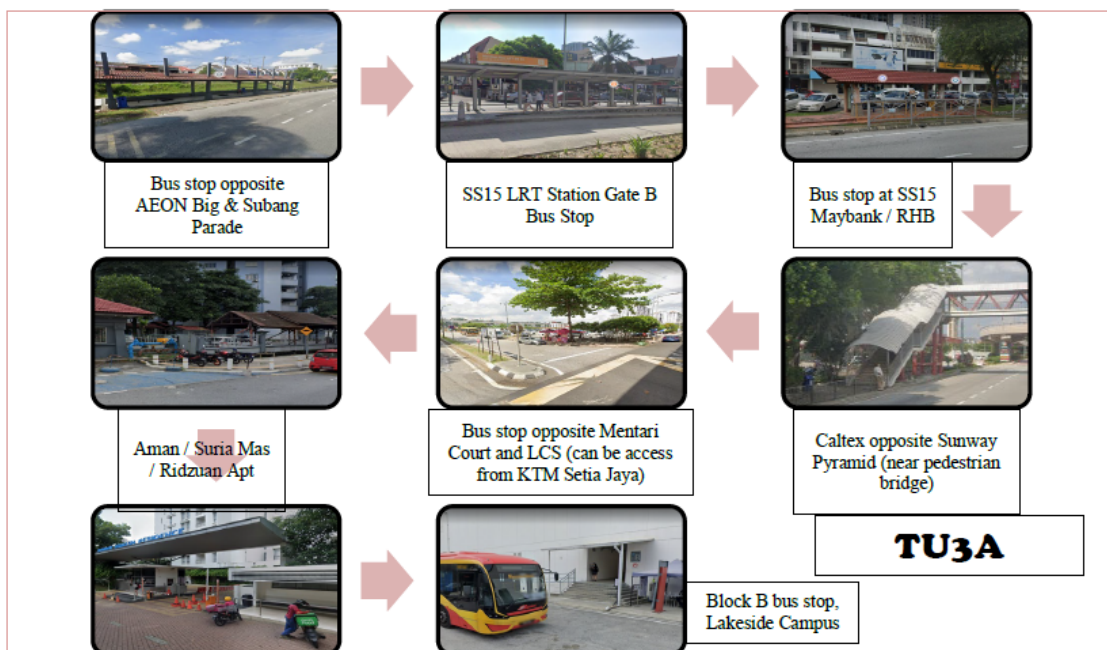 Bus stop opposite
AEON Big & Subang
Parade
SS15 LRT Station Gate B
Bus Stop
Bus stop at SS15
Maybank / RHB
Caltex opposite Sunway
Pyramid (near pedestrian
bridge)
Bus stop opposite Mentari
Court and LCS (can be access
from KTM Setia Jaya)
Aman / Suria Mas
/ Ridzuan Apt
TU3A
Block B bus stop,
Lakeside Campus